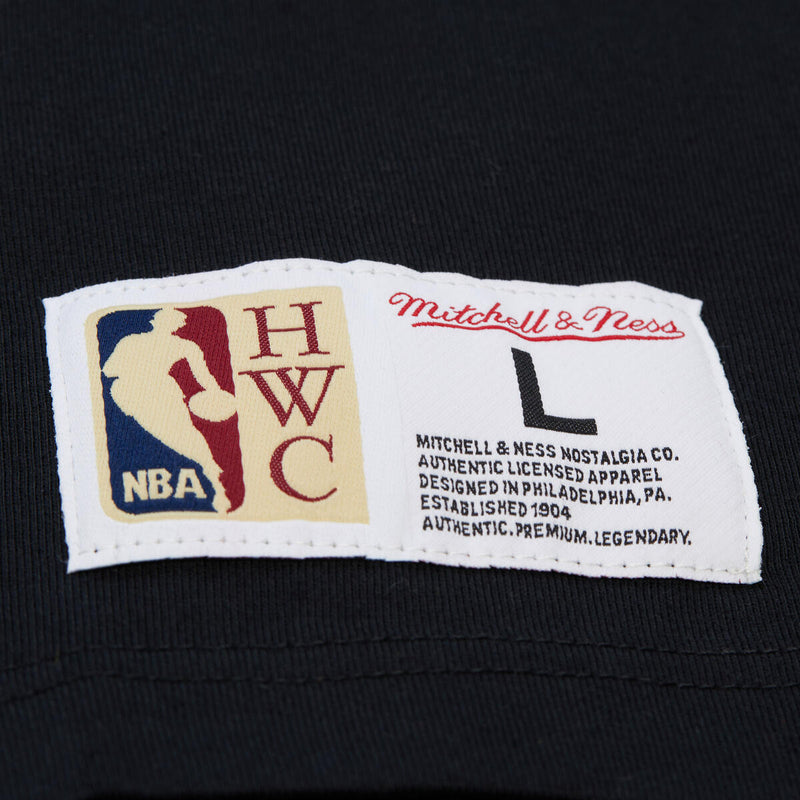 NBA
H
W
C
Mitchell & Ness
L
MITCHELL & NESS NOSTALGIA CO.
AUTHENTIC LICENSED APPAREL
DESIGNED IN PHILADELPHIA, PA.
ESTABLISHED 1904
AUTHENTIC.PREMIUM.LEGENDARY.